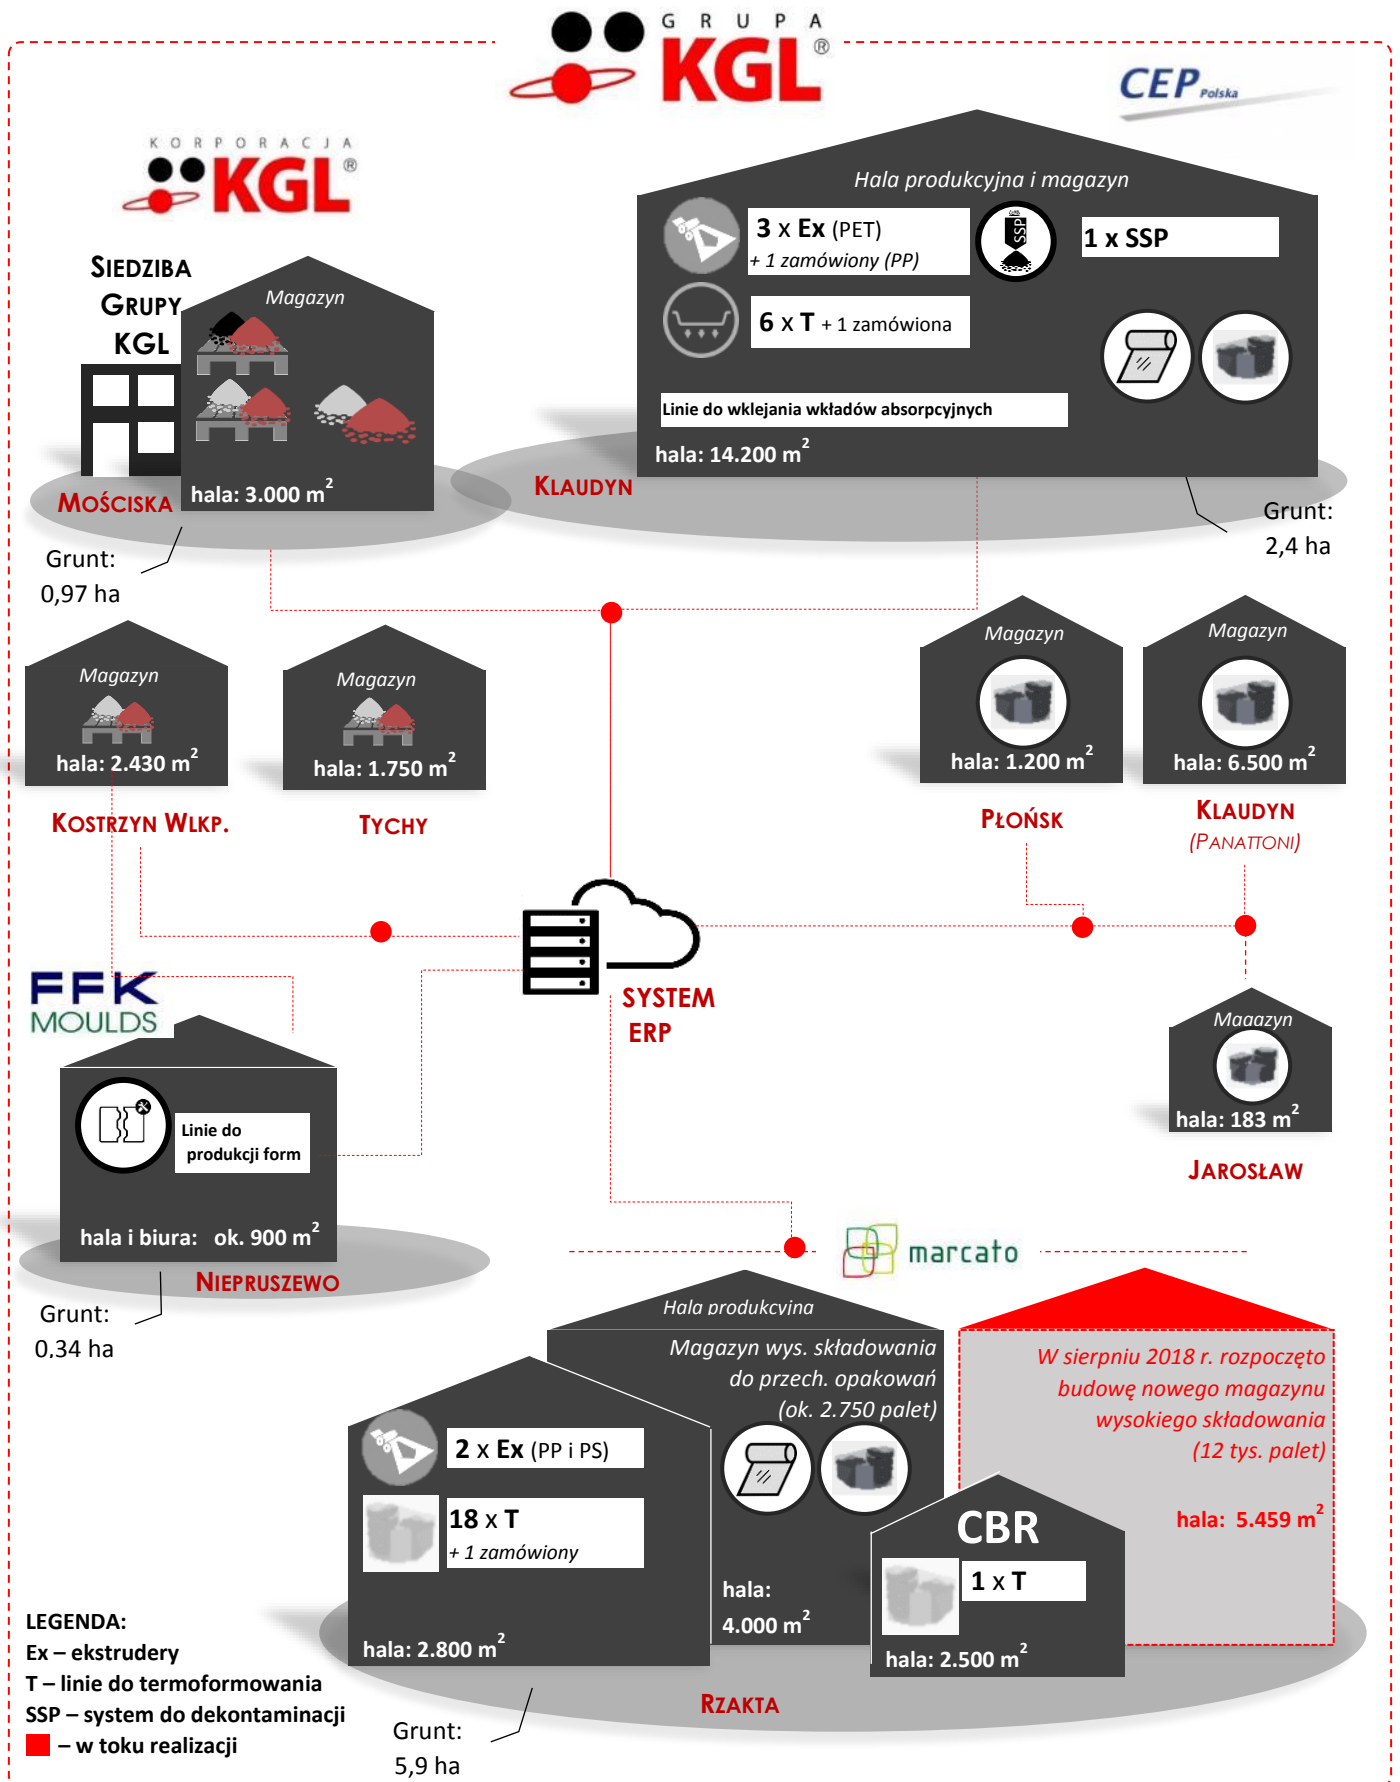 GRUPA
KGL®
CEP Polska
KORPORACJA
KGL®
SIEDZIBA
GRUPY
KGL
Magazyn
hala: 3.000 m²
MOŚCISKA
Grunt:
0,97 ha
Hala produkcyjna i magazyn
3 x Ex (PET)
+ 1 zamówiony (PP)
SSP
1 x SSP
6 x T + 1 zamówiona
Linie do wklejania wkładów absorpcyjnych
hala: 14.200 m²
KLAUDYN
Grunt:
2,4 ha
Magazyn
hala: 2.430 m²
KOSTRZYN WLKP.
Magazyn
hala: 1.750 m²
TYCHY
Magazyn
hala: 1.200 m²
PŁOŃSK
Magazyn
hala: 6.500 m²
KLAUDYN
(PANATTONI)
SYSTEM
ERP
FFK
MOULDS
Linie do
produkcji form
hala i biura: ok. 900 m²
NIEPRUSZEWO
Grunt:
0,34 ha
Magazyn
hala: 183 m²
JAROSŁAW
marcato
Hala produkcyjna
Magazyn wys. składowania
do przech. opakowań
(ok. 2.750 palet)
hala:
4.000 m²
2 x Ex (PP i PS)
18 x T
+ 1 zamówiony
hala: 2.800 m²
CBR
1 x T
hala: 2.500 m²
W sierpniu 2018 r. rozpoczęto
budowę nowego magazynu
wysokiego składowania
(12 tys. palet)
hala: 5.459 m²
RZAKTA
Grunt:
5,9 ha
LEGENDA:
Ex – ekstrudery
T – linie do termoformowania
SSP – system do dekontaminacji
– w toku realizacji